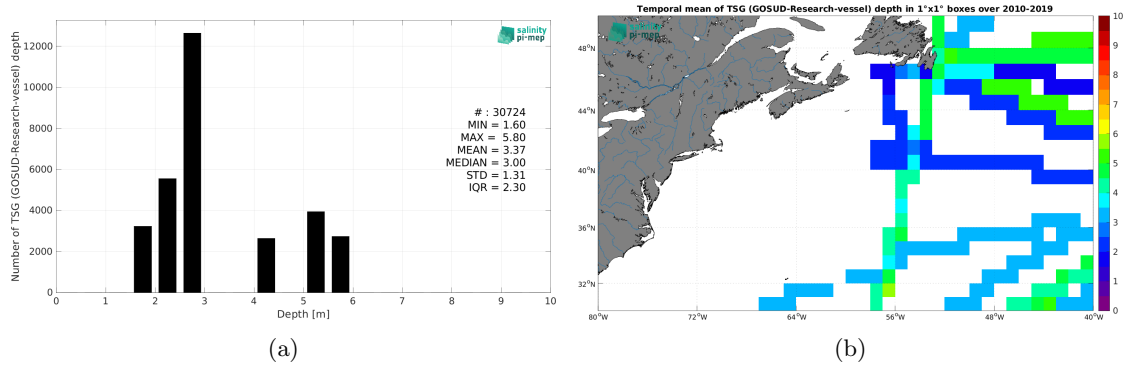 Number of TSG (GOSUD-Research-vessel) depth
12000
10000
8000
6000
4000
2000
0
0 1 2 3 4 5 6 7 8 9 10
Depth [m]
salinity
pi-mep
# : 30724
MIN = 1.60
MAX = 5.80
MEAN = 3.37
MEDIAN = 3.00
STD = 1.31
IQR = 2.30
(a)
Temporal mean of TSG (GOSUD-Research-vessel) depth in 1°x1° boxes over 2010-2019
salinity
pi-mep
48°N
44°N
40°N
36°N
32°N
80°W 72°W 64°W 56°W 48°W 40°W
10
9
8
7
6
5
4
3
2
1
0
(b)